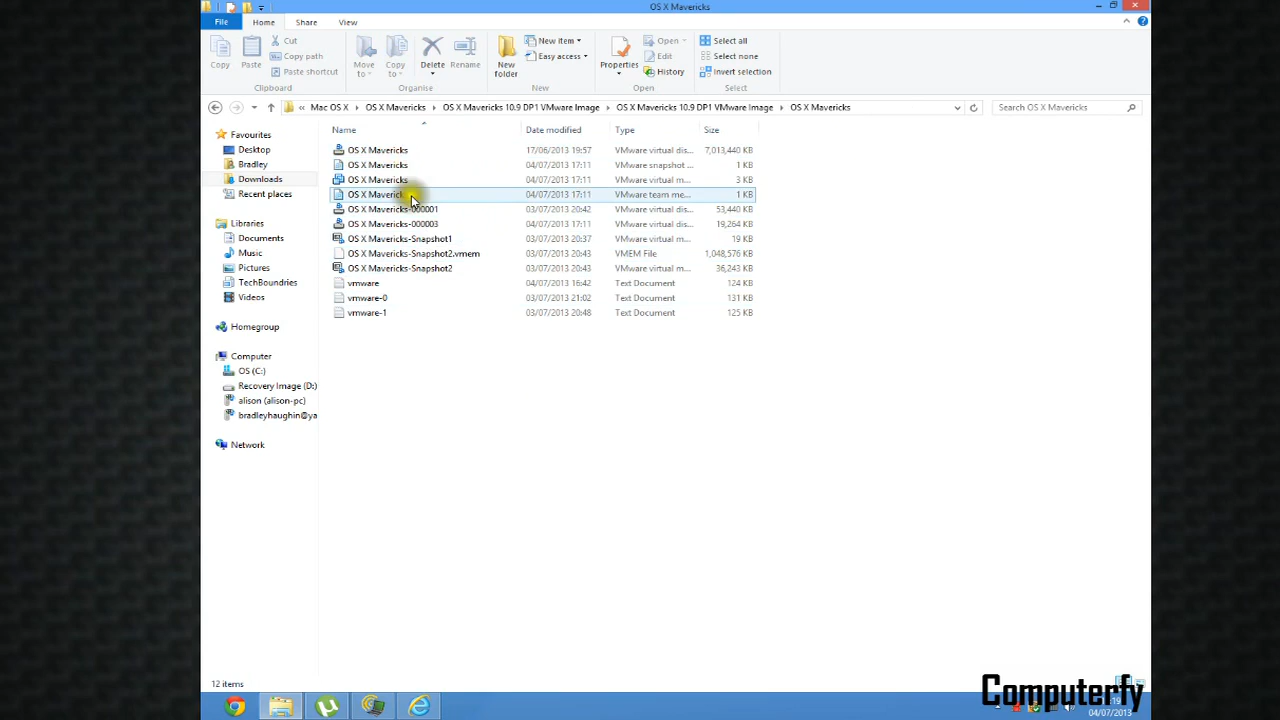 OS X Mavericks
File Home Share View
Copy
Paste
Cut
Copy path
Paste shortcut
Clipboard
Move to
Copy to
Delete
Rename
Organise
New folder
New item
Easy access
New
Properties
Open
Edit
History
Open
Select all
Select none
Invert selection
Select
« Mac OS X OS X Mavericks OS X Mavericks 10.9 DP1 VMware Image OS X Mavericks 10.9 DP1 VMware Image OS X Mavericks
Search OS X Mavericks
Favourites
Desktop
Bradley
Downloads
Recent places
Libraries
Documents
Music
Pictures
TechBoundries
Videos
Homegroup
Computer
OS (C:)
Recovery Image (D:)
alison (alison-pc)
bradleyhaughin@ya
Network
Name Date modified Type Size
OS X Mavericks 17/06/2013 19:57 VMware virtual dis... 7,013,440 KB
OS X Mavericks 04/07/2013 17:11 VMware snapshot ... 1 KB
OS X Mavericks 04/07/2013 17:11 VMware virtual m... 3 KB
OS X Mavericks 04/07/2013 17:11 VMware team me... 1 KB
OS X Mavericks-000001 03/07/2013 20:42 VMware virtual dis... 53,440 KB
OS X Mavericks-000003 04/07/2013 17:11 VMware virtual dis... 19,264 KB
OS X Mavericks-Snapshot1 03/07/2013 20:37 VMware virtual m... 19 KB
OS X Mavericks-Snapshot2.vmem 03/07/2013 20:43 VMEM File 1,048,576 KB
OS X Mavericks-Snapshot2 03/07/2013 20:43 VMware virtual m... 36,243 KB
vmware 04/07/2013 16:42 Text Document 124 KB
vmware-0 03/07/2013 21:02 Text Document 131 KB
vmware-1 03/07/2013 20:48 Text Document 125 KB
12 items
Computerfy
04/07/2013